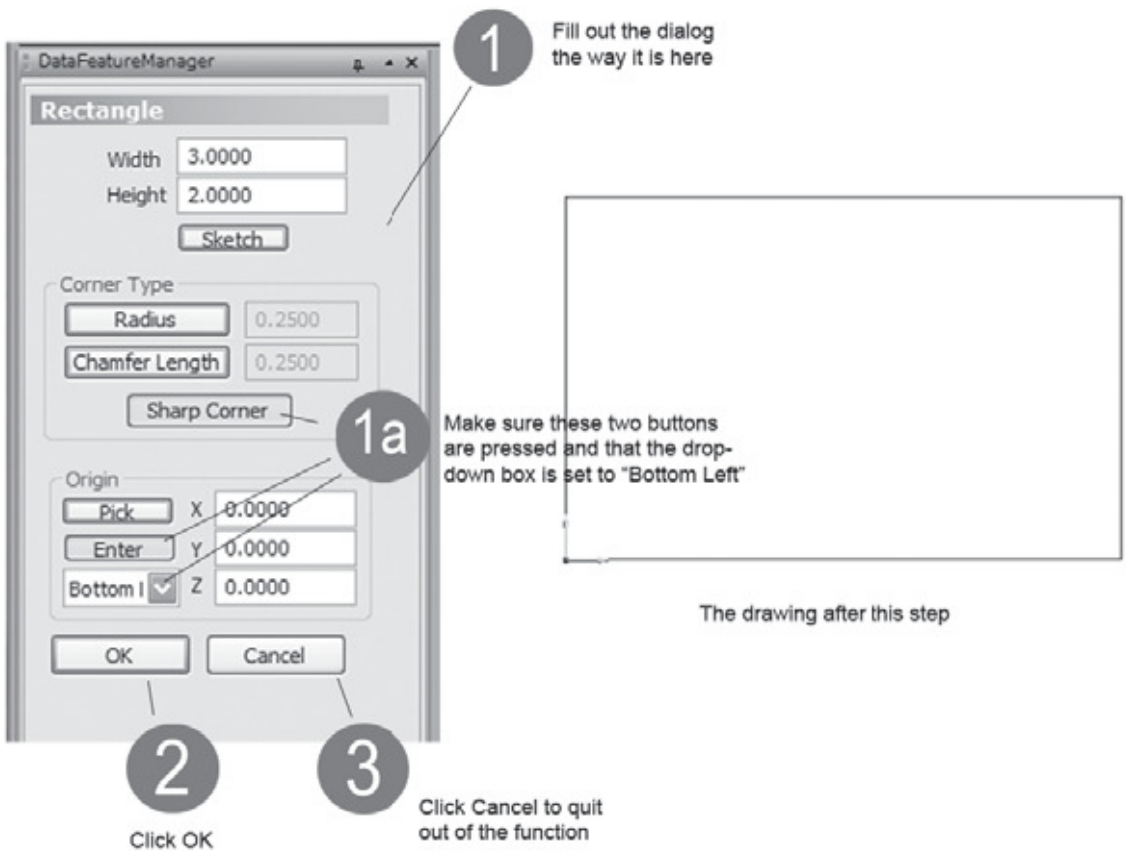 DataFeatureManager
1
Fill out the dialog
the way it is here
Rectangle
Width 3.0000
Height 2.0000
Sketch
Corner Type
Radius 0.2500
Chamfer Length 0.2500
Sharp Corner
1a
Make sure these two buttons
are pressed and that the drop-
down box is set to "Bottom Left"
Origin
Pick X 0.0000
Enter Y 0.0000
Bottom l Z 0.0000
The drawing after this step
OK Cancel
2
Click OK
3
Click Cancel to quit
out of the function